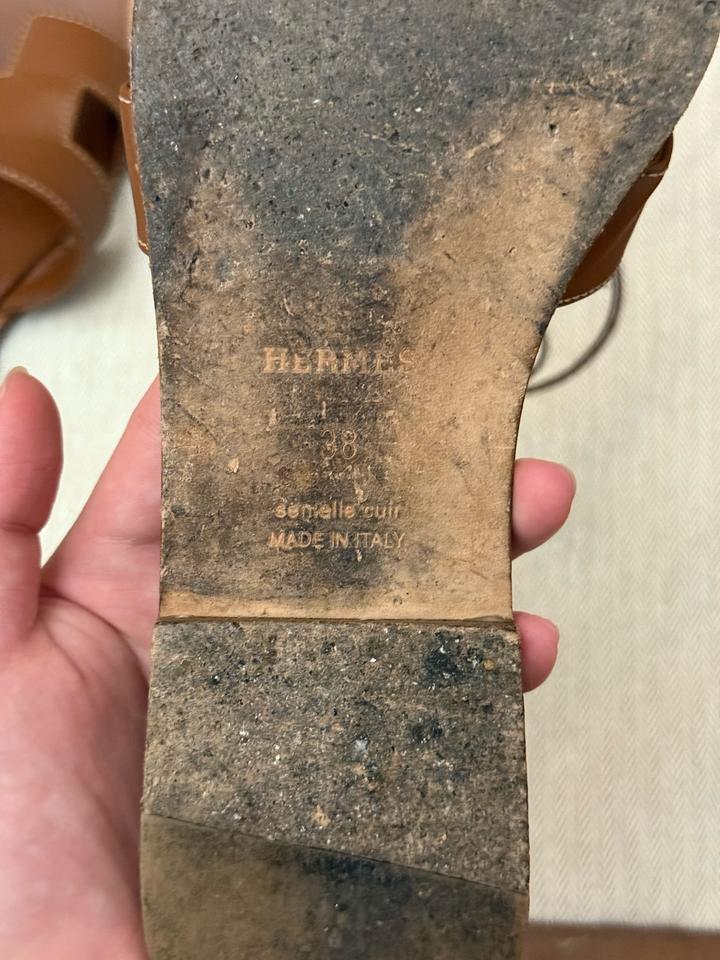 HERMES
38
semelle cuir
MADE IN ITALY